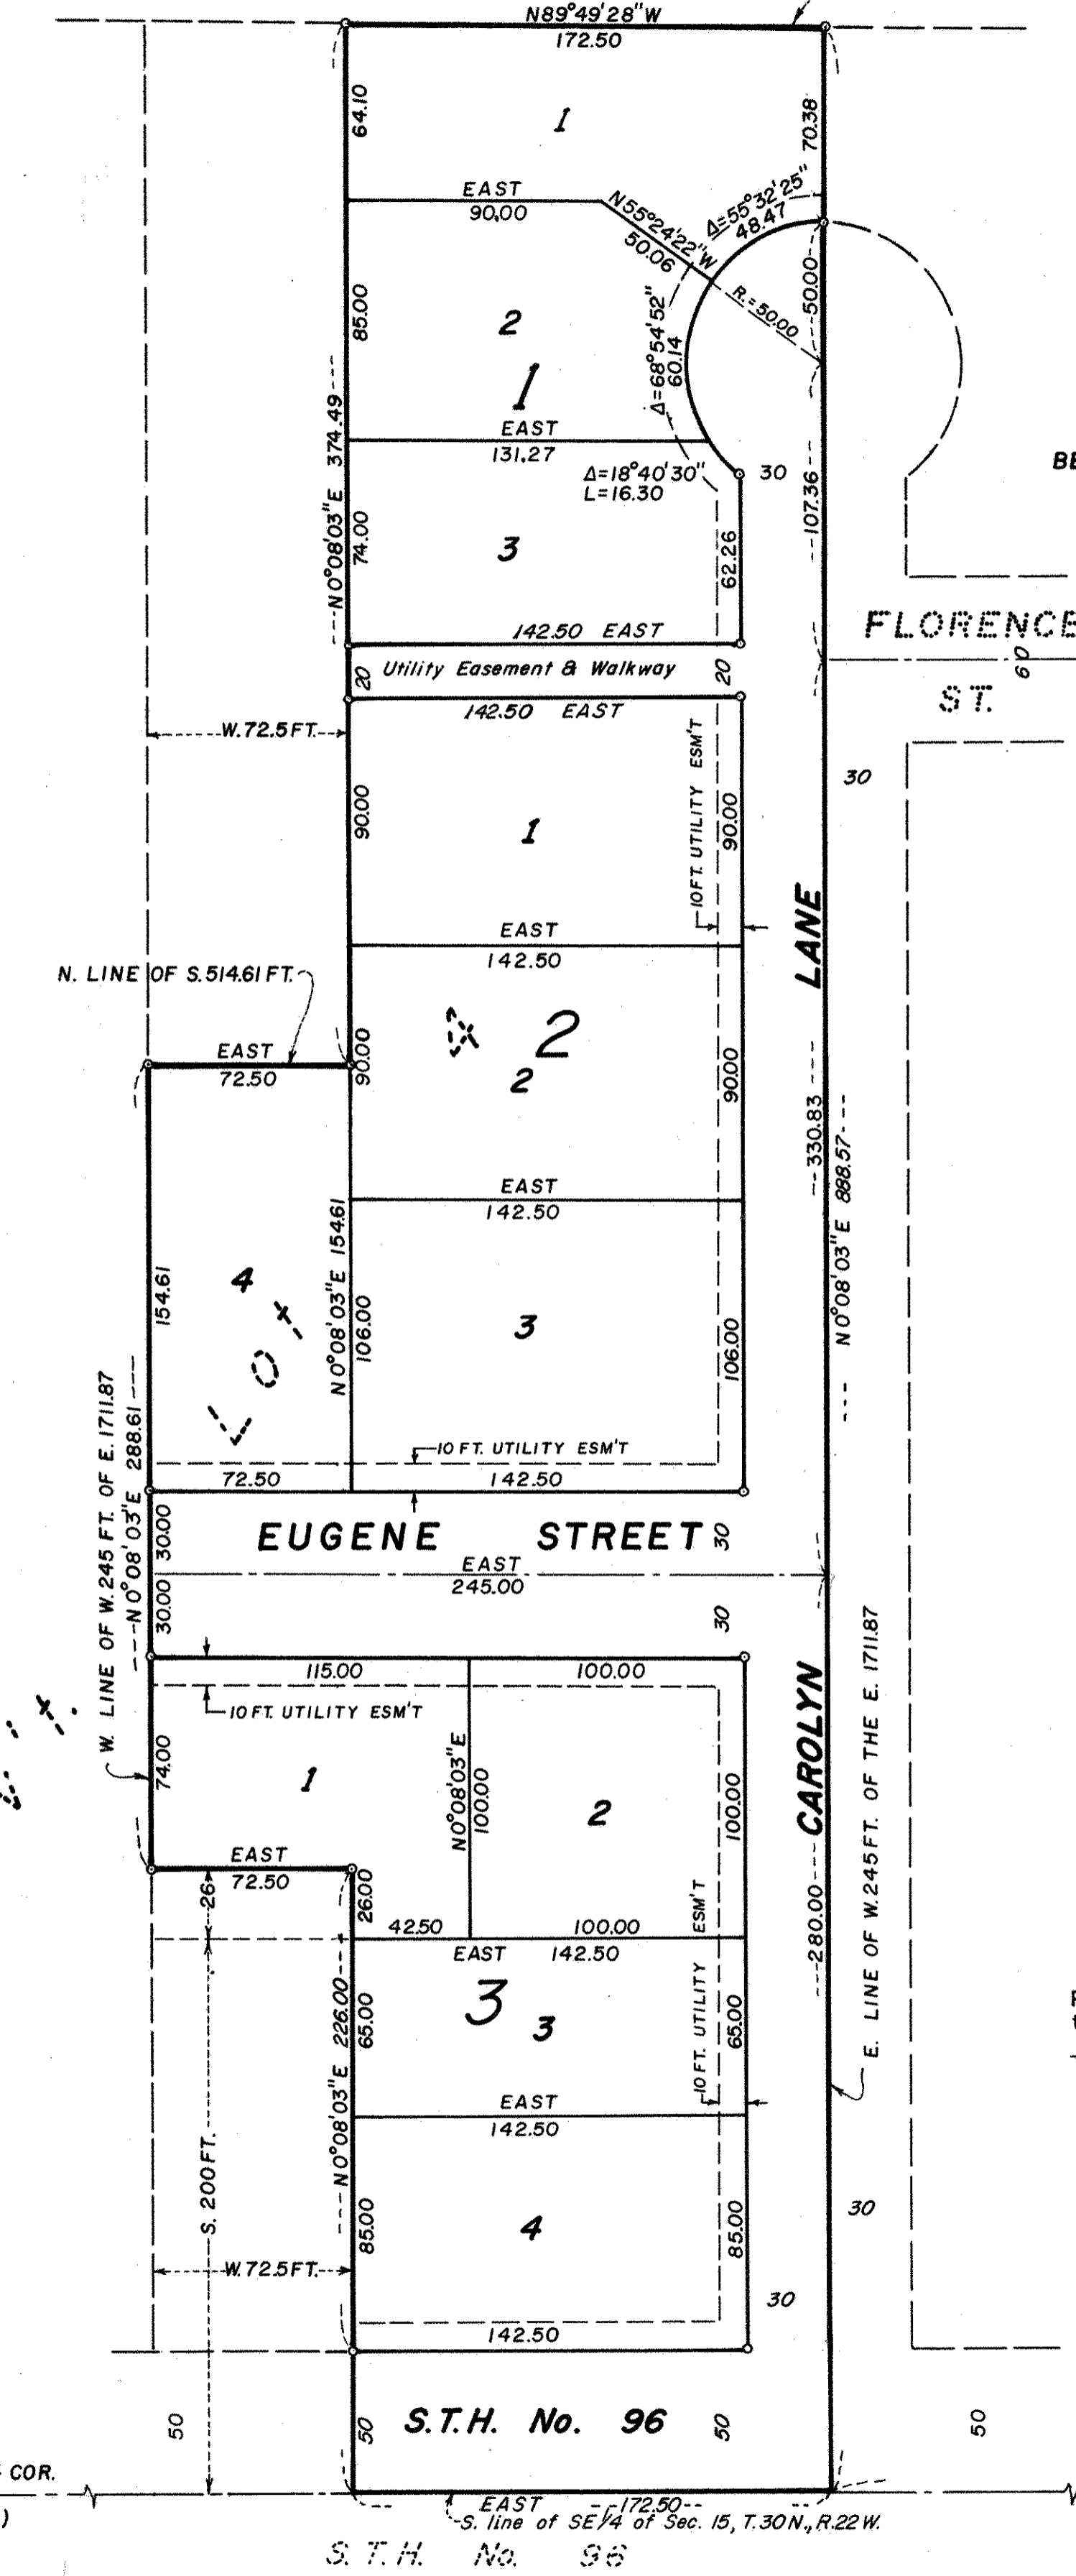 N89°49'28"W
172.50
64.10
1
70.38
EAST
90.00
N55°24'22"W
50.06
Δ=55°32'25"
48.47
85.00
2
1
Δ=68°54'52"
60.14
R.=50.00
50.00
N0°08'03"E 374.49
EAST
131.27
Δ=18°40'30"
L=16.30
30
107.36
BE
74.00
3
62.26
142.50 EAST
FLORENCE
ST.
60
20
Utility Easement & Walkway
20
142.50 EAST
W. 72.5 FT.
90.00
1
10 FT. UTILITY ESM'T
90.00
30
LANE
EAST
142.50
N. LINE OF S. 514.61 FT.
EAST
72.50
90.00
4
2
2
90.00
330.83
N0°08'03"E 888.57
EAST
142.50
154.61
4
LOT
N0°08'03"E 154.61
106.00
3
106.00
W. LINE OF W. 245 FT. OF E. 1711.87
N0°08'03"E 288.61
10 FT. UTILITY ESM'T
72.50
142.50
30.00
EUGENE STREET
30
EAST
245.00
30.00
30
115.00
100.00
10 FT. UTILITY ESM'T
74.00
1
N0°08'03"E
100.00
2
100.00
CAROLYN
E. LINE OF W. 245 FT. OF THE E. 1711.87
EAST
72.50
26
26.00
42.50
100.00
EAST 142.50
10 FT. UTILITY ESM'T
280.00
N0°08'03"E 226.00
65.00
3
3
65.00
EAST
142.50
S. 200 FT.
85.00
4
85.00
30
W. 72.5 FT.
30
142.50
50
50
S.T.H. No. 96
50
50
COR.
)
EAST 172.50
S. line of SE 1/4 of Sec. 15, T.30N., R.22W.
S.T.H. No. 96